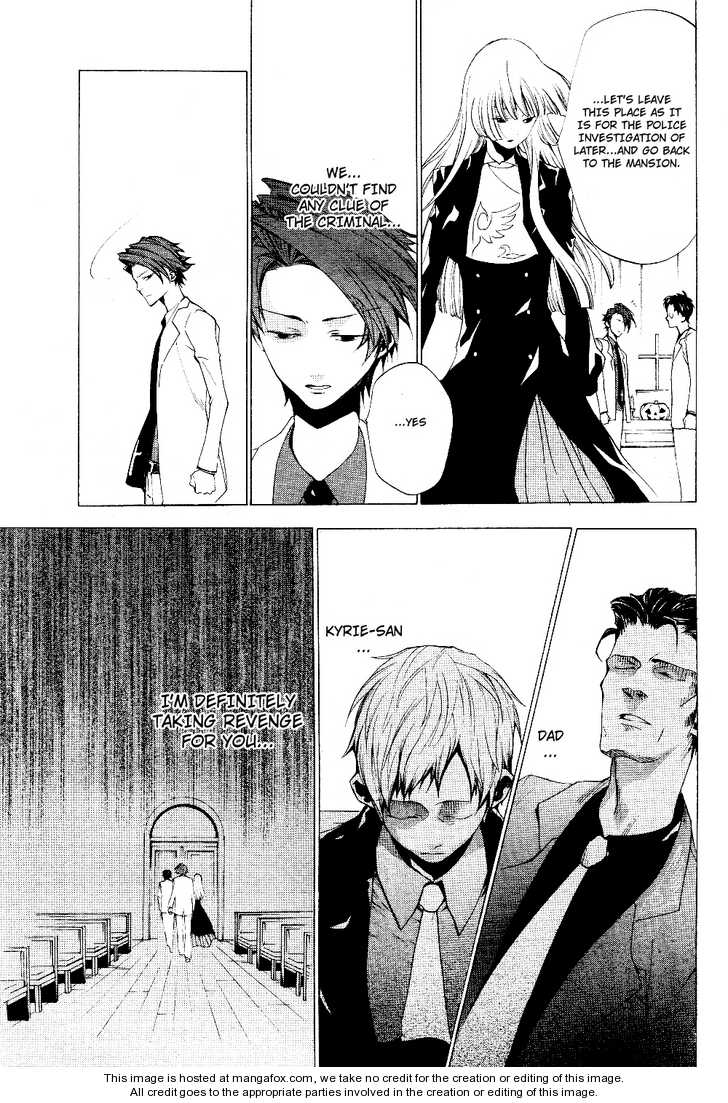 ...LET'S LEAVE
THIS PLACE AS IT
IS FOR THE POLICE
INVESTIGATION OF
LATER...AND GO BACK
TO THE MANSION.
WE...
COULDN'T FIND
ANY CLUE OF
THE CRIMINAL...
...YES
DAD
...
KYRIE-SAN
...
I'M DEFINITELY
TAKING REVENGE
FOR YOU...
This image is hosted at mangafox.com, we take no credit for the creation or editing of this image.
All credit goes to the appropriate parties involved in the creation or editing of this image.